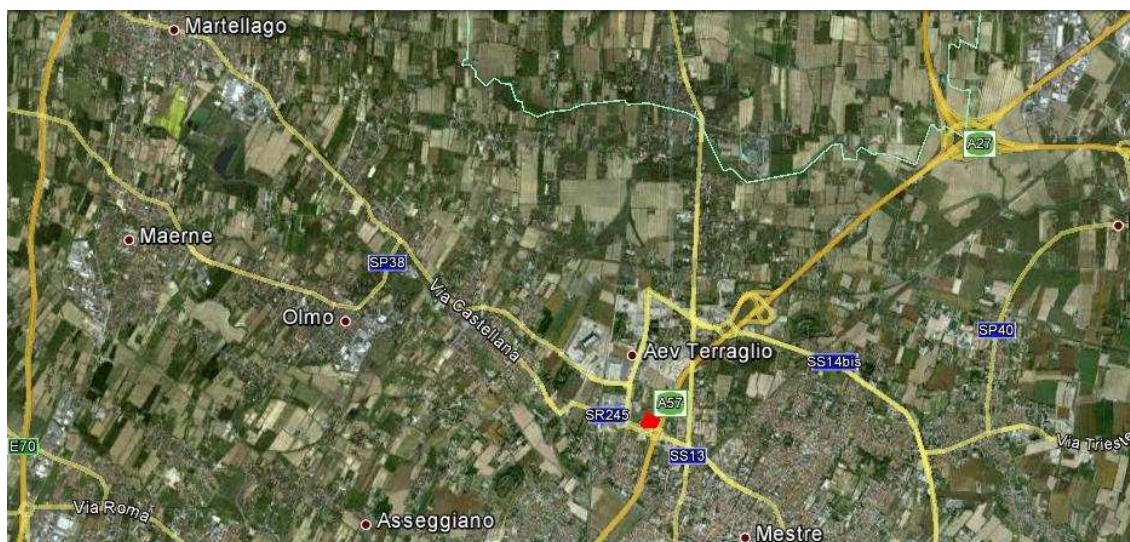 Martellago
A27
Maerne
SP38
Via Castellana
Olmo
SP40
Aev Terraglio
SS14bis
A57
SR245
E70
SS13
Via Trieste
Via Roma
Asseggiano
Mestre